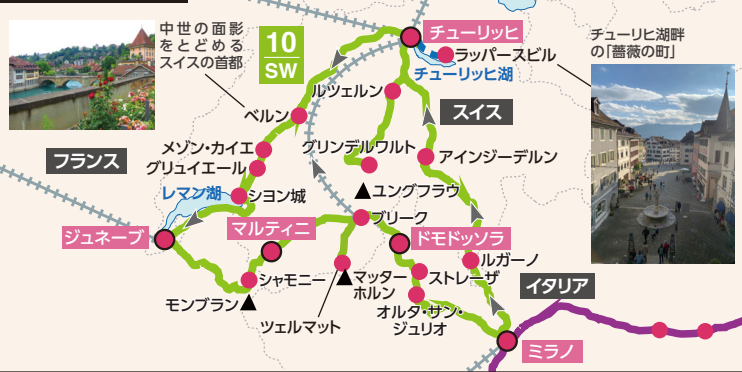 中世の面影
をとどめる
スイスの首都
10
SW
チューリッヒ
ラッパースビル
チューリッヒ湖
チューリヒ湖畔
の「薔薇の町」
ルツェルン
スイス
ベルン
メゾン・カイエ
グリュイエール
グリンデルワルト
アインジーデルン
フランス
レマン湖
シヨン城
ユングフラウ
ジュネーブ
マルティニ
ブリーク
ドモドッソラ
ルガーノ
シャモニー
マッター
ホルン
ストレーザ
イタリア
モンブラン
ツェルマット
オルタ・サン・
ジュリオ
ミラノ